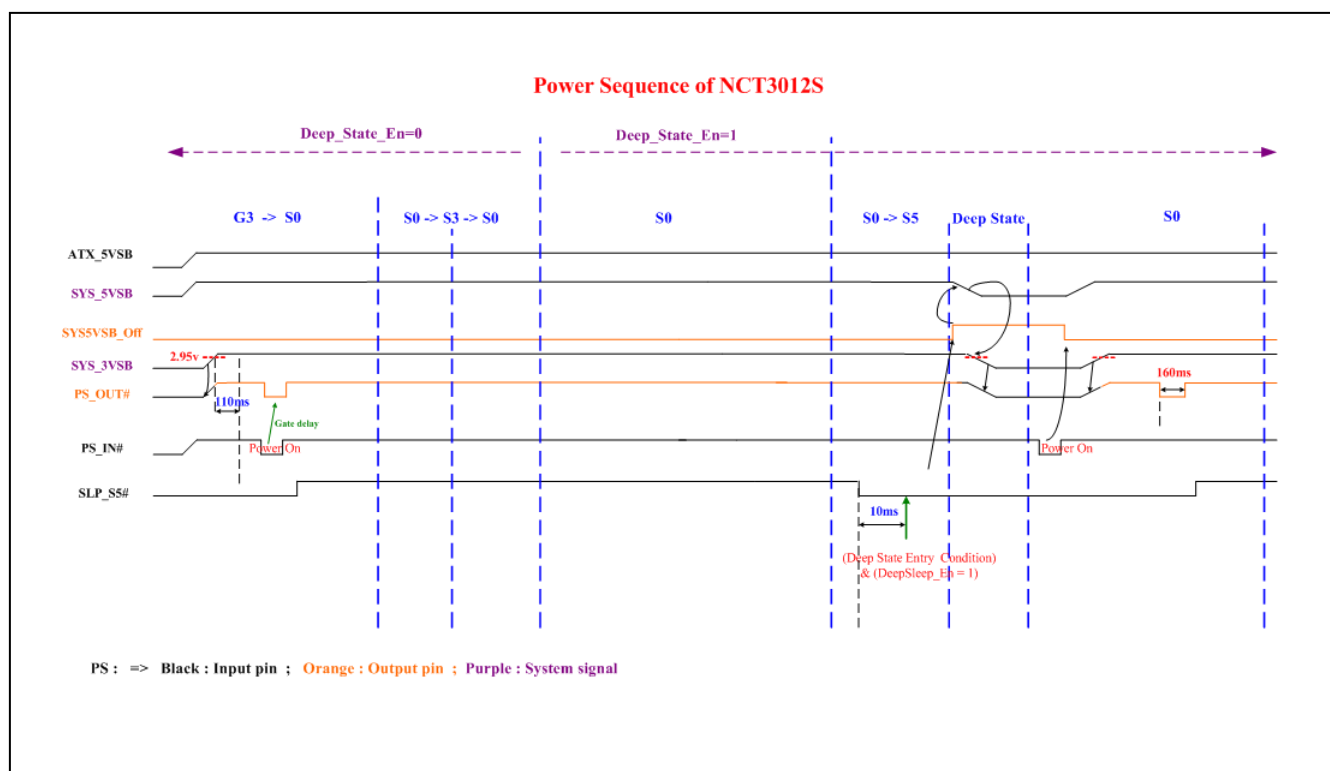 Power Sequence of NCT3012S
Deep_State_En=0
Deep_State_En=1
G3 -> S0
S0 -> S3 -> S0
S0
S0 -> S5
Deep State
S0
ATX_5VSB
SYS_5VSB
SYS5VSB_Off
2.95v
SYS_3VSB
PS_OUT#
160ms
110ms
Gate delay
PS_IN#
Power On
Power On
SLP_S5#
10ms
(Deep State Entry Condition)
& (DeepSleep_En = 1)
PS : => Black : Input pin ; Orange : Output pin ; Purple : System signal